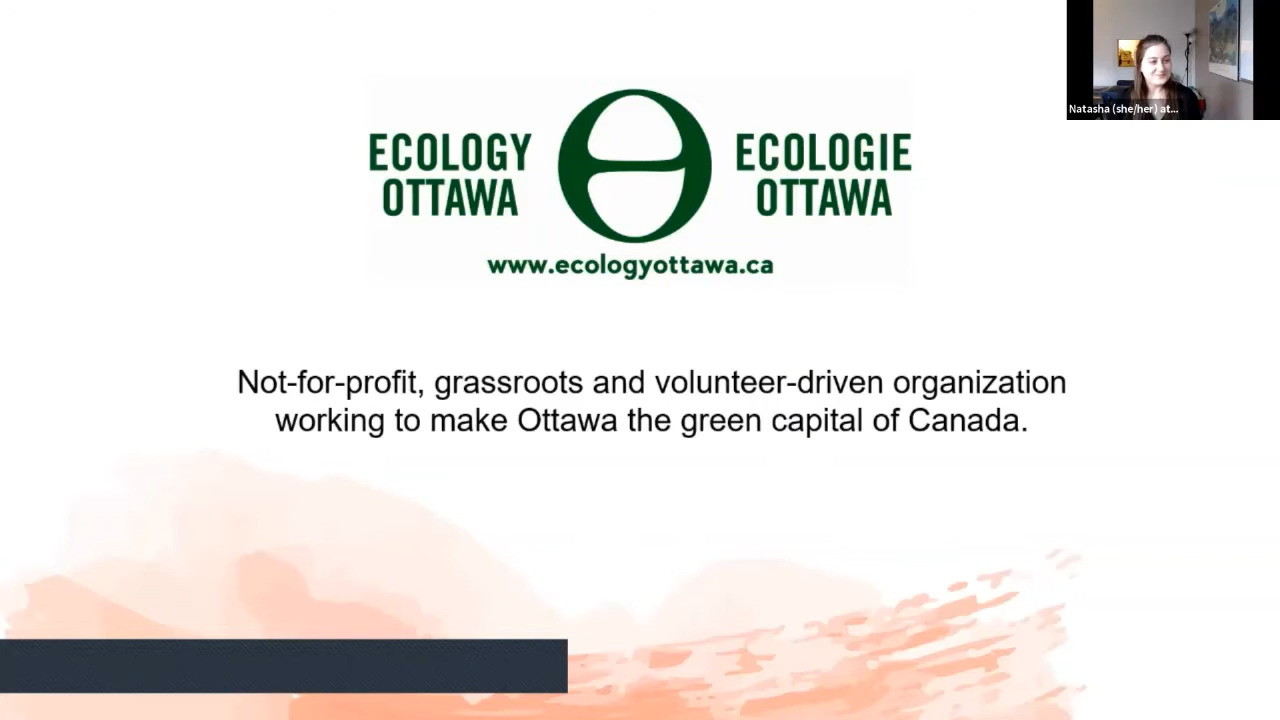 ECOLOGY
OTTAWA
ECOLOGIE
OTTAWA
www.ecologyottawa.ca
Not-for-profit, grassroots and volunteer-driven organization
working to make Ottawa the green capital of Canada.
Natasha (she/her) at...